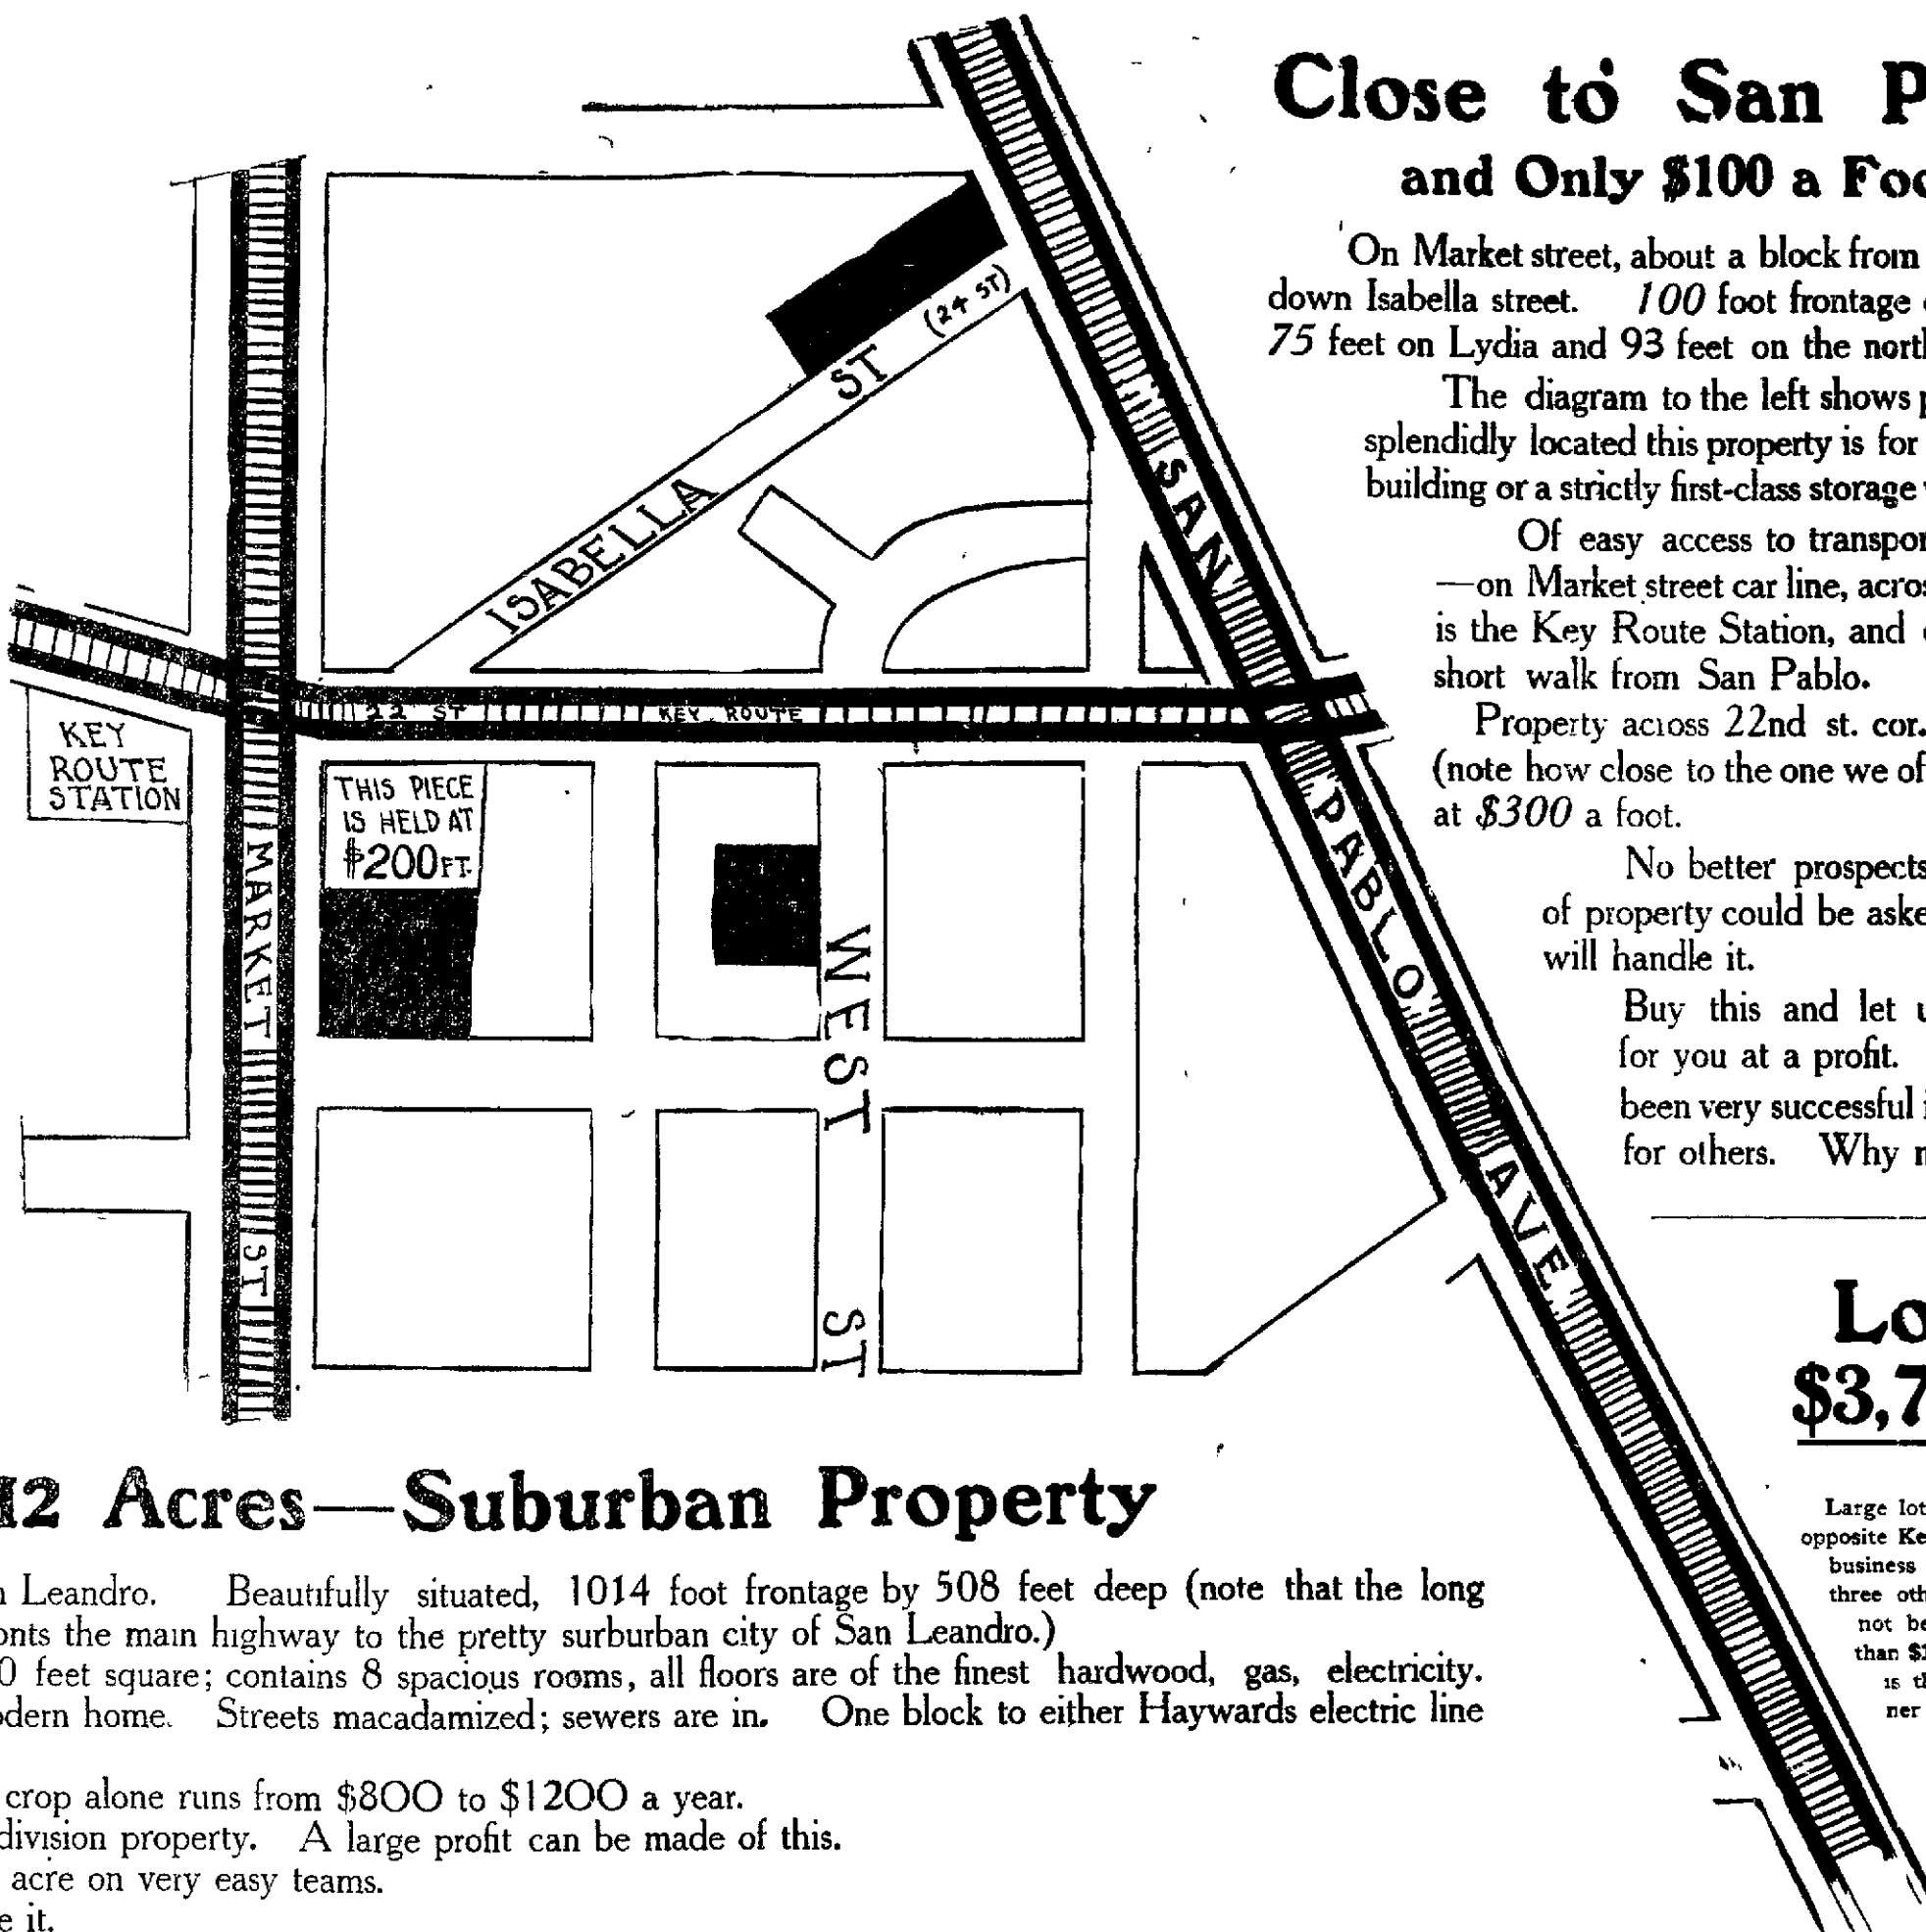 Close to San P
and Only $100 a Foo
On Market street, about a block from
down Isabella street. 100 foot frontage
75 feet on Lydia and 93 feet on the nort
The diagram to the left shows
splendidly located this property is for
building or a strictly first-class storage
Of easy access to transpor
—on Market street car line, acros
is the Key Route Station, and
short walk from San Pablo.
Property across 22nd st. cor.
(note how close to the one we of
at $300 a foot.
No better prospects
of property could be aske
will handle it.
Buy this and let u
for you at a profit.
been very successful
for others. Why
ISABELLA ST (24 ST)
22 ST KEY ROUTE
KEY
ROUTE
STATION
THIS PIECE
IS HELD AT
$200 FT.
MARKET ST
WEST ST
SAN PABLO AVE
Lo
$3,7
Large lot
opposite Ke
business
three oth
not be
than $
is th
ner
12 Acres—Suburban Property
n Leandro. Beautifully situated, 1014 foot frontage by 508 feet deep (note that the long
onts the main highway to the pretty surburban city of San Leandro.)
0 feet square; contains 8 spacious rooms, all floors are of the finest hardwood, gas, electricity.
odern home. Streets macadamized; sewers are in. One block to either Haywards electric line
crop alone runs from $800 to $1200 a year.
division property. A large profit can be made of this.
acre on very easy teams.
e it.